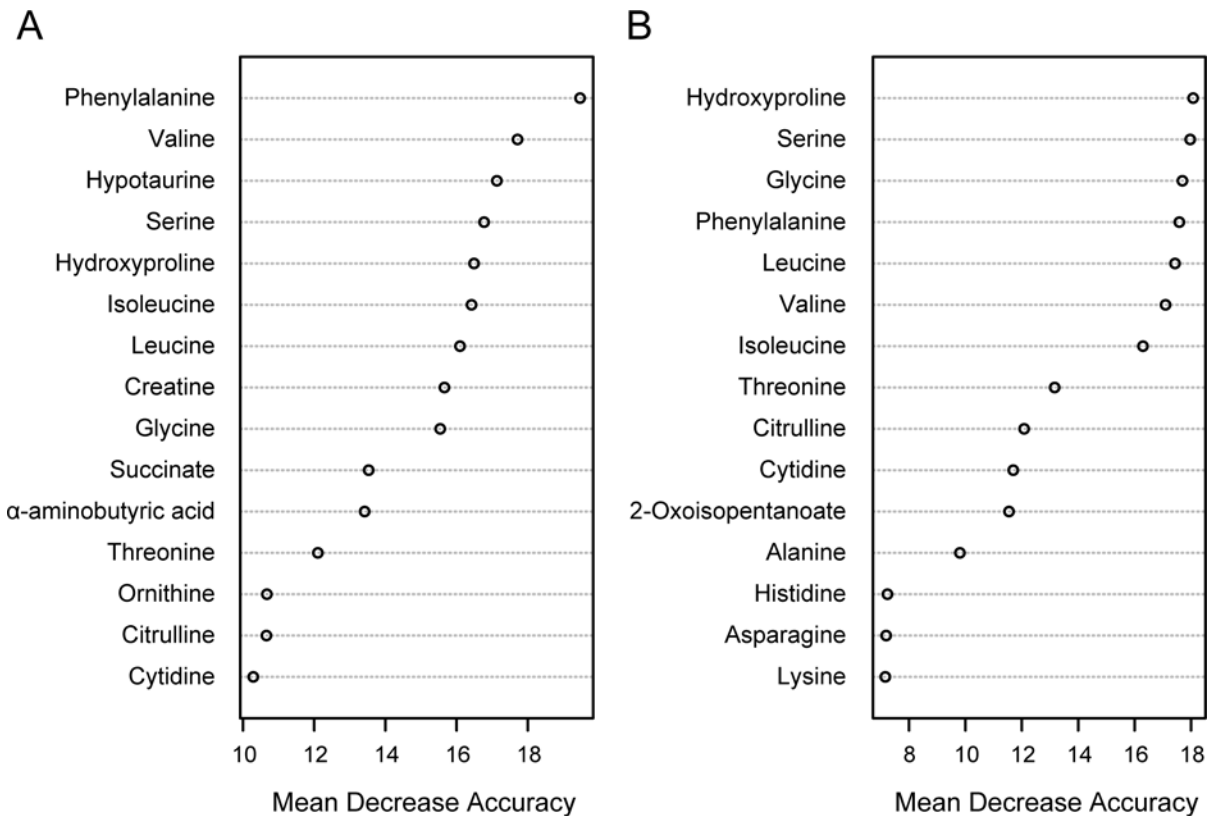 A
Phenylalanine
Valine
Hypotaurine
Serine
Hydroxyproline
Isoleucine
Leucine
Creatine
Glycine
Succinate
α-aminobutyric acid
Threonine
Ornithine
Citrulline
Cytidine
10 12 14 16 18
Mean Decrease Accuracy
B
Hydroxyproline
Serine
Glycine
Phenylalanine
Leucine
Valine
Isoleucine
Threonine
Citrulline
Cytidine
2-Oxoisopentanoate
Alanine
Histidine
Asparagine
Lysine
8 10 12 14 16 18
Mean Decrease Accuracy